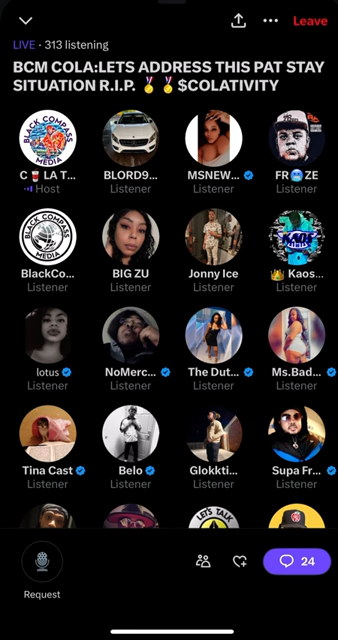 Leave
LIVE · 313 listening
BCM COLA:LETS ADDRESS THIS PAT STAY
SITUATION R.I.P. 🏅🏅$COLATIVITY
BLACK COMPASS
MEDIA
C🥤LA T...
Host
BLORD9...
Listener
MSNEW...
Listener
FR🥶ZE
Listener
BLACK COMPASS
MEDIA
BlackCo...
Listener
BIG ZU
Listener
Jonny Ice
Listener
KAOS
👑 Kaos...
Listener
lotus
Listener
NoMerc...
Listener
The Dut...
Listener
Ms.Bad...
Listener
Tina Cast
Listener
Belo
Listener
Glokkti...
Listener
Supa Fr...
Listener
LET'S TALK
Request
24